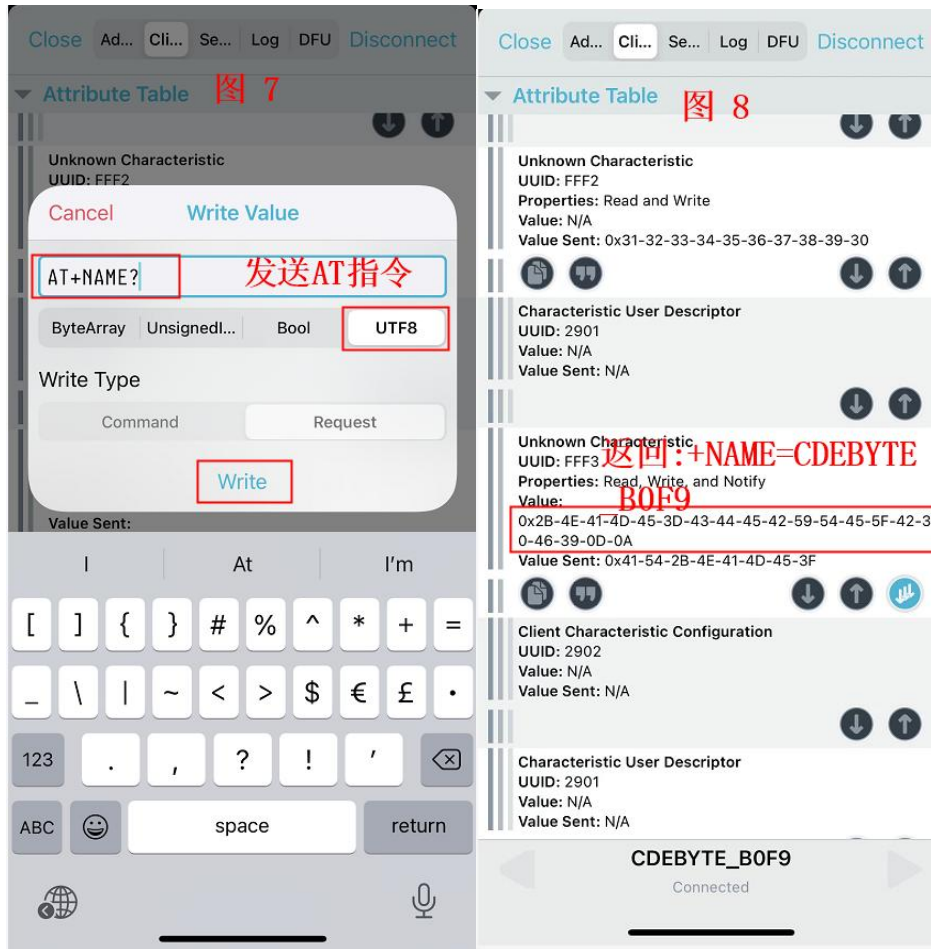 Close Ad... Cli... Se... Log DFU Disconnect
Attribute Table
图 7
Unknown Characteristic
UUID: FFF2
Cancel Write Value
AT+NAME?
发送AT指令
ByteArray UnsignedI... Bool UTF8
Write Type
Command Request
Write
Value Sent:
I At I'm
[ ] { } # % ^ * + =
_ \ | ~ < > $ € £ •
123 . , ? ! ’
ABC space return
Close Ad... Cli... Se... Log DFU Disconnect
Attribute Table
图 8
Unknown Characteristic
UUID: FFF2
Properties: Read and Write
Value: N/A
Value Sent: 0x31-32-33-34-35-36-37-38-39-30
Characteristic User Descriptor
UUID: 2901
Value: N/A
Value Sent: N/A
Unknown Characteristic
UUID: FFF3
返回:+NAME=CDEBYTE
_B0F9
Properties: Read, Write, and Notify
Value:
0x2B-4E-41-4D-45-3D-43-44-45-42-59-54-45-5F-42-3
0-46-39-0D-0A
Value Sent: 0x41-54-2B-4E-41-4D-45-3F
Client Characteristic Configuration
UUID: 2902
Value: N/A
Value Sent: N/A
Characteristic User Descriptor
UUID: 2901
Value: N/A
Value Sent: N/A
CDEBYTE_B0F9
Connected